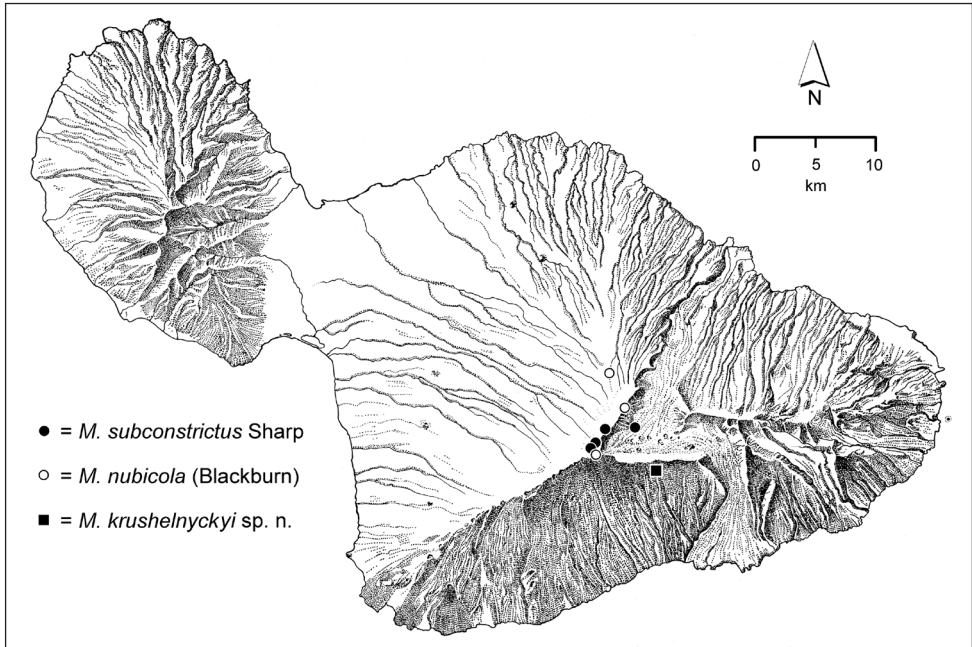 N
0 5 10
km
● = M. subconstrictus Sharp
○ = M. nubicola (Blackburn)
■ = M. krushelnyckyi sp. n.